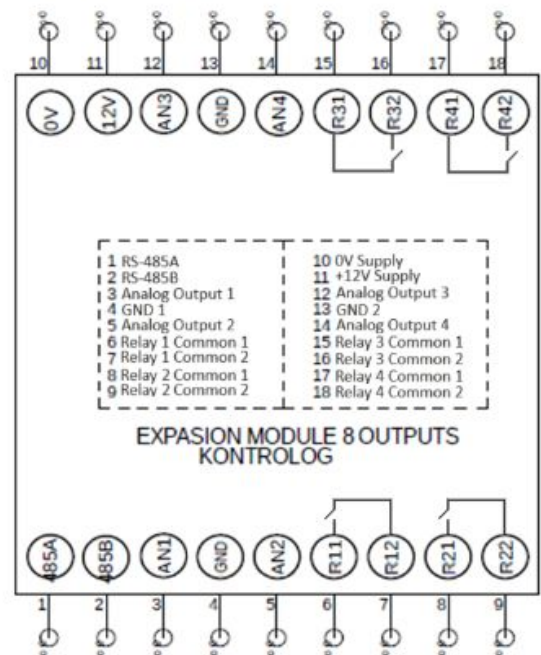 10 11 12 13 14 15 16 17 18
0V 12V AN3 GND AN4 R31 R32 R41 R42
1 RS-485A
2 RS-485B
3 Analog Output 1
4 GND 1
5 Analog Output 2
6 Relay 1 Common 1
7 Relay 1 Common 2
8 Relay 2 Common 1
9 Relay 2 Common 2
10 0V Supply
11 +12V Supply
12 Analog Output 3
13 GND 2
14 Analog Output 4
15 Relay 3 Common 1
16 Relay 3 Common 2
17 Relay 4 Common 1
18 Relay 4 Common 2
EXPASION MODULE 8 OUTPUTS
KONTROLOG
485A 485B AN1 GND AN2 R11 R12 R21 R22
1 2 3 4 5 6 7 8 9